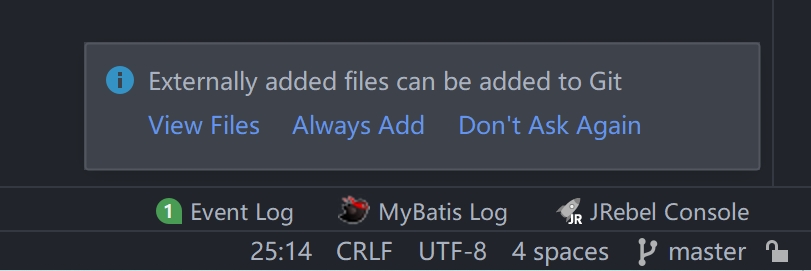 Externally added files can be added to Git
View Files Always Add Don't Ask Again
1 Event Log MyBatis Log JR JRebel Console
25:14 CRLF UTF-8 4 spaces master